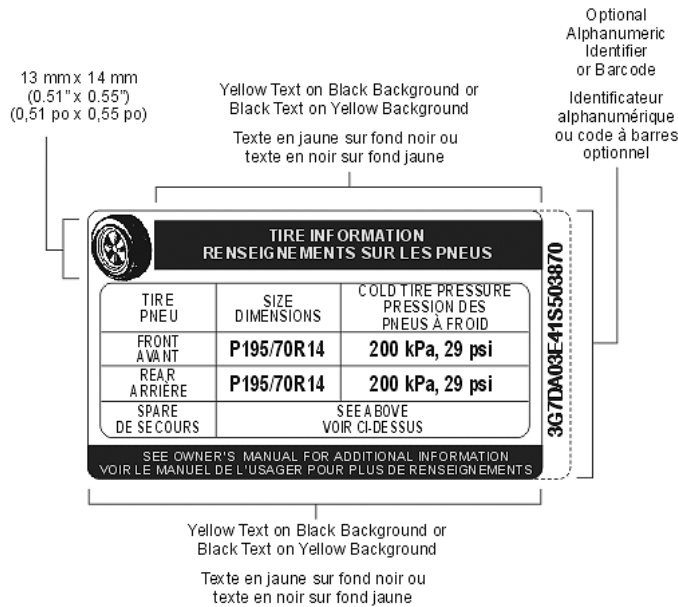 Optional
Alphanumeric
Identifier
or Barcode
Identificateur
alphanumérique
ou code à barres
optionnel
13 mm x 14 mm
(0.51" x 0.55")
(0,51 po x 0,55 po)
Yellow Text on Black Background or
Black Text on Yellow Background
Texte en jaune sur fond noir ou
texte en noir sur fond jaune
TIRE INFORMATION
RENSEIGNEMENTS SUR LES PNEUS
TIRE
PNEU
SIZE
DIMENSIONS
COLD TIRE PRESSURE
PRESSION DES
PNEUS À FROID
FRONT
AVANT
P195/70R14
200 kPa, 29 psi
REAR
ARRIÈRE
P195/70R14
200 kPa, 29 psi
SPARE
DE SECOURS
SEE ABOVE
VOIR CI-DESSUS
SEE OWNER'S MANUAL FOR ADDITIONAL INFORMATION
VOIR LE MANUEL DE L'USAGER POUR PLUS DE RENSEIGNEMENTS
3G7DA03E41S503870
Yellow Text on Black Background or
Black Text on Yellow Background
Texte en jaune sur fond noir ou
texte en noir sur fond jaune